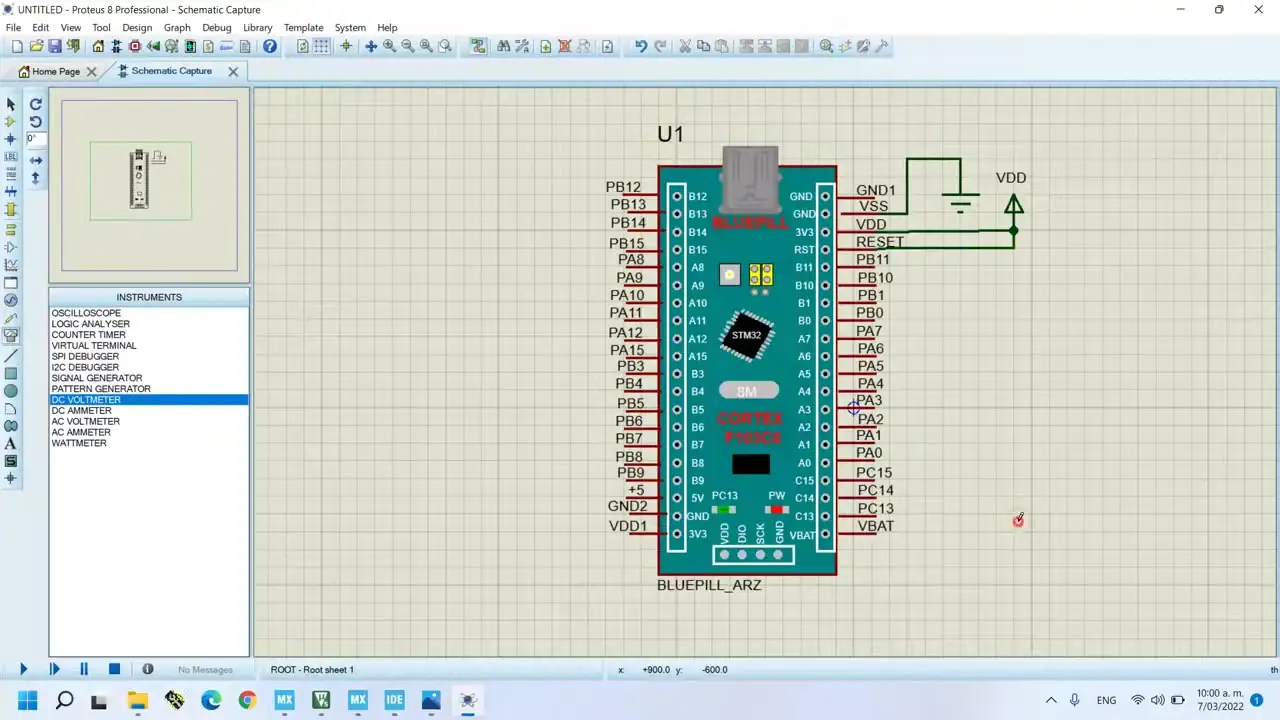 UNTITLED - Proteus 8 Professional - Schematic Capture
File Edit View Tool Design Graph Debug Library Template System Help
Home Page
Schematic Capture
0°
LBL
A
INSTRUMENTS
OSCILLOSCOPE
LOGIC ANALYSER
COUNTER TIMER
VIRTUAL TERMINAL
SPI DEBUGGER
I2C DEBUGGER
SIGNAL GENERATOR
PATTERN GENERATOR
DC VOLTMETER
DC AMMETER
AC VOLTMETER
AC AMMETER
WATTMETER
U1
PB12
PB13
PB14
PB15
PA8
PA9
PA10
PA11
PA12
PA15
PB3
PB4
PB5
PB6
PB7
PB8
PB9
+5
GND2
VDD1
B12
B13
B14
B15
A8
A9
A10
A11
A12
A15
B3
B4
B5
B6
B7
B8
B9
5V
GND
3V3
BLUEPILL
STM32
8M
CORTEX
F103C6
PC13
PW
VDD
DIO
SCK
GND
GND
GND
3V3
RST
B11
B10
B1
B0
A7
A6
A5
A4
A3
A2
A1
A0
C15
C14
C13
VBAT
GND1
VSS
VDD
RESET
PB11
PB10
PB1
PB0
PA7
PA6
PA5
PA4
PA3
PA2
PA1
PA0
PC15
PC14
PC13
VBAT
VDD
BLUEPILL_ARZ
No Messages
ROOT - Root sheet 1
x: +900.0 y: -600.0
th
MX
MX
IDE
ENG
10:00 a. m.
7/03/2022
1